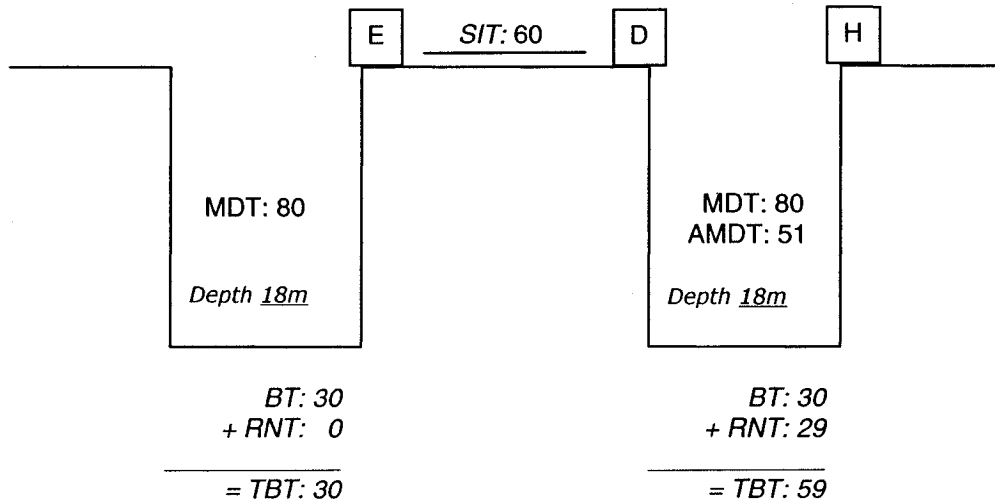 E
SIT: 60
D
H
MDT: 80
Depth 18m
BT: 30
+ RNT: 0
= TBT: 30
MDT: 80
AMDT: 51
Depth 18m
BT: 30
+ RNT: 29
= TBT: 59